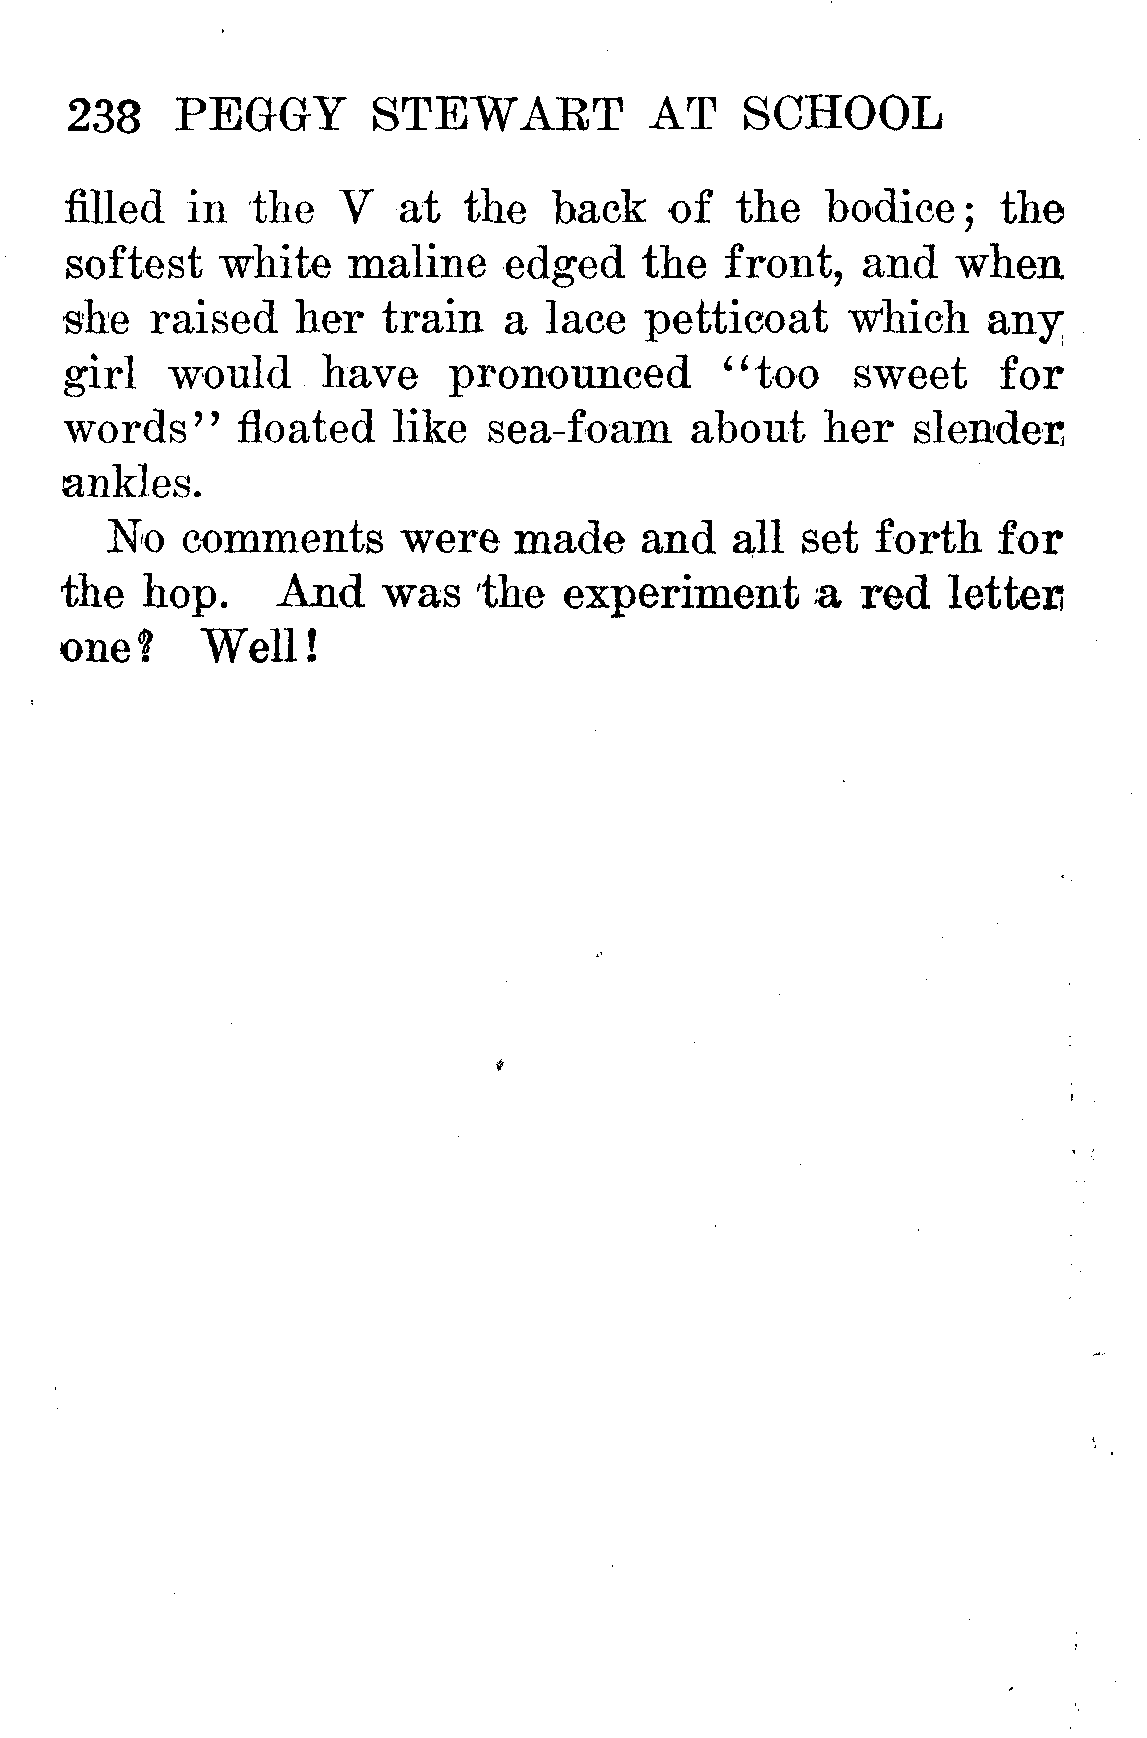 238 PEGGY STEWART AT SCHOOL
filled in the V at the back of the bodice; the
softest white maline edged the front, and when
she raised her train a lace petticoat which any
girl would have pronounced "too sweet for
words" floated like sea-foam about her slender
ankles.
No comments were made and all set forth for
the hop. And was the experiment a red letter
one? Well!